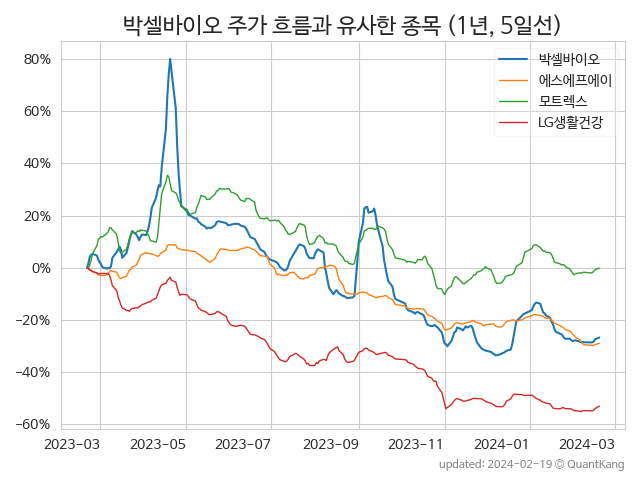 박셀바이오 주가 흐름과 유사한 종목 (1년, 5일선)
박셀바이오
에스에프에이
모트렉스
LG생활건강
80%
60%
40%
20%
0%
−20%
−40%
−60%
2023-03 2023-05 2023-07 2023-09 2023-11 2024-01 2024-03
updated: 2024-02-19 © QuantKang